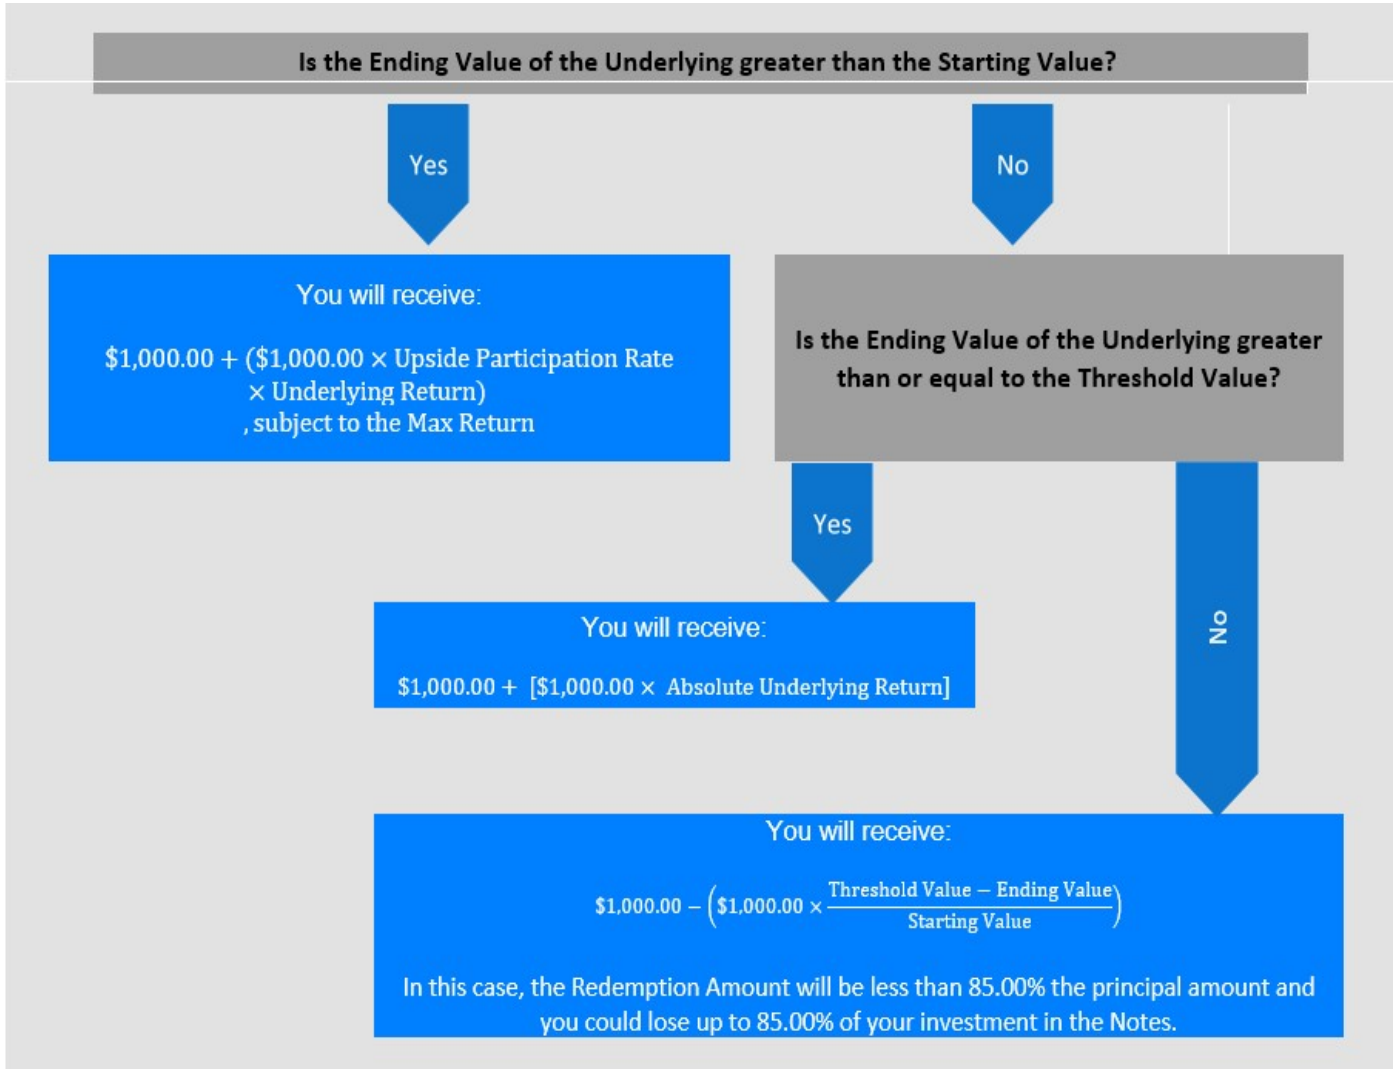 Is the Ending Value of the Underlying greater than the Starting Value?
Yes
No
You will receive:
$1,000.00 + ($1,000.00 × Upside Participation Rate
× Underlying Return)
, subject to the Max Return
Is the Ending Value of the Underlying greater
than or equal to the Threshold Value?
Yes
No
You will receive:
$1,000.00 + [$1,000.00 × Absolute Underlying Return]
You will receive:
$1,000.00 − ($1,000.00 × Threshold Value − Ending Value / Starting Value)
In this case, the Redemption Amount will be less than 85.00% the principal amount and
you could lose up to 85.00% of your investment in the Notes.